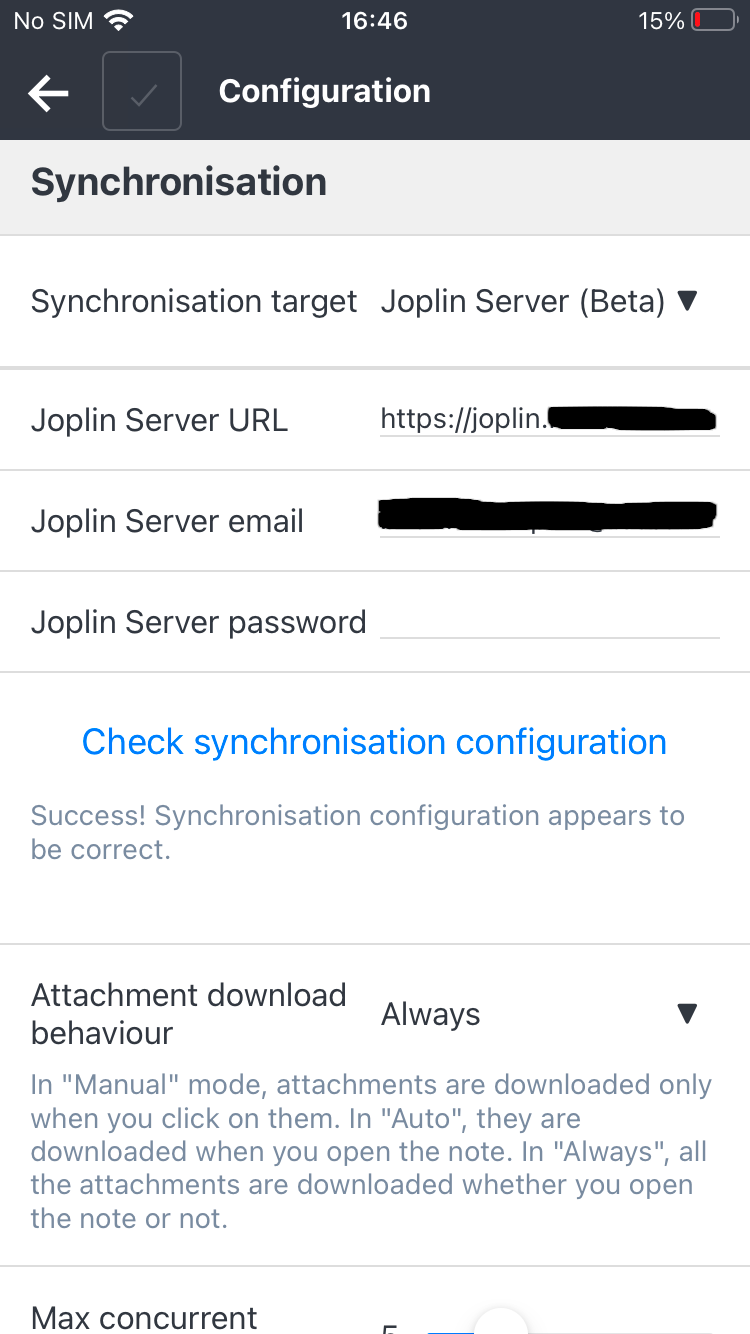 No SIM 16:46 15%
Configuration
Synchronisation
Synchronisation target Joplin Server (Beta) ▼
Joplin Server URL https://joplin.
Joplin Server email
Joplin Server password
Check synchronisation configuration
Success! Synchronisation configuration appears to
be correct.
Attachment download
behaviour
Always ▼
In "Manual" mode, attachments are downloaded only
when you click on them. In "Auto", they are
downloaded when you open the note. In "Always", all
the attachments are downloaded whether you open
the note or not.
Max concurrent
5